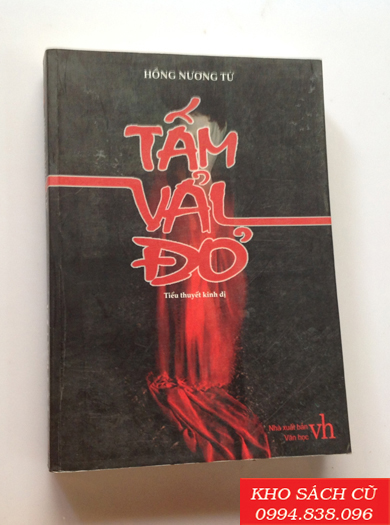 HỒNG NƯƠNG TỬ
TẤM
VẢI
ĐỎ
Tiểu thuyết kinh dị
Nhà xuất bản
Văn học
vh
KHO SÁCH CŨ
0994.838.096